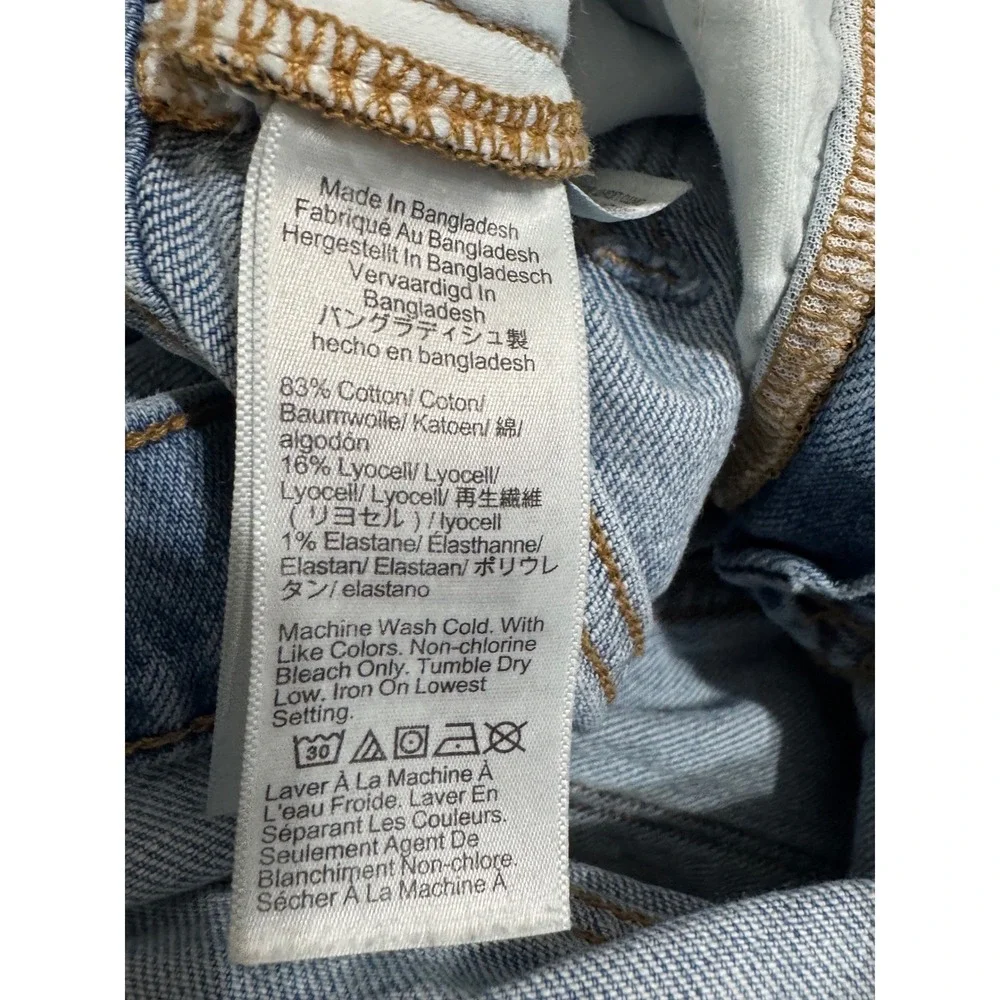 Made In Bangladesh
Fabriqué Au Bangladesh
Hergestellt In Bangladesch
Vervaardigd In
Bangladesh
バングラディシュ製
hecho en bangladesh
83% Cotton/ Coton/
Baumwolle/ Katoen/ 綿/
algodón
16% Lyocell/ Lyocell/
Lyocell/ Lyocell/ 再生繊維
(リヨセル)/ lyocell
1% Elastane/ Élasthanne/
Elastan/ Elastaan/ ポリウレ
タン/ elastano
Machine Wash Cold. With
Like Colors. Non-chlorine
Bleach Only. Tumble Dry
Low. Iron On Lowest
Setting.
30
Laver À La Machine À
L'eau Froide. Laver En
Séparant Les Couleurs.
Seulement Agent De
Blanchiment Non-chlore.
Sécher À La Machine À